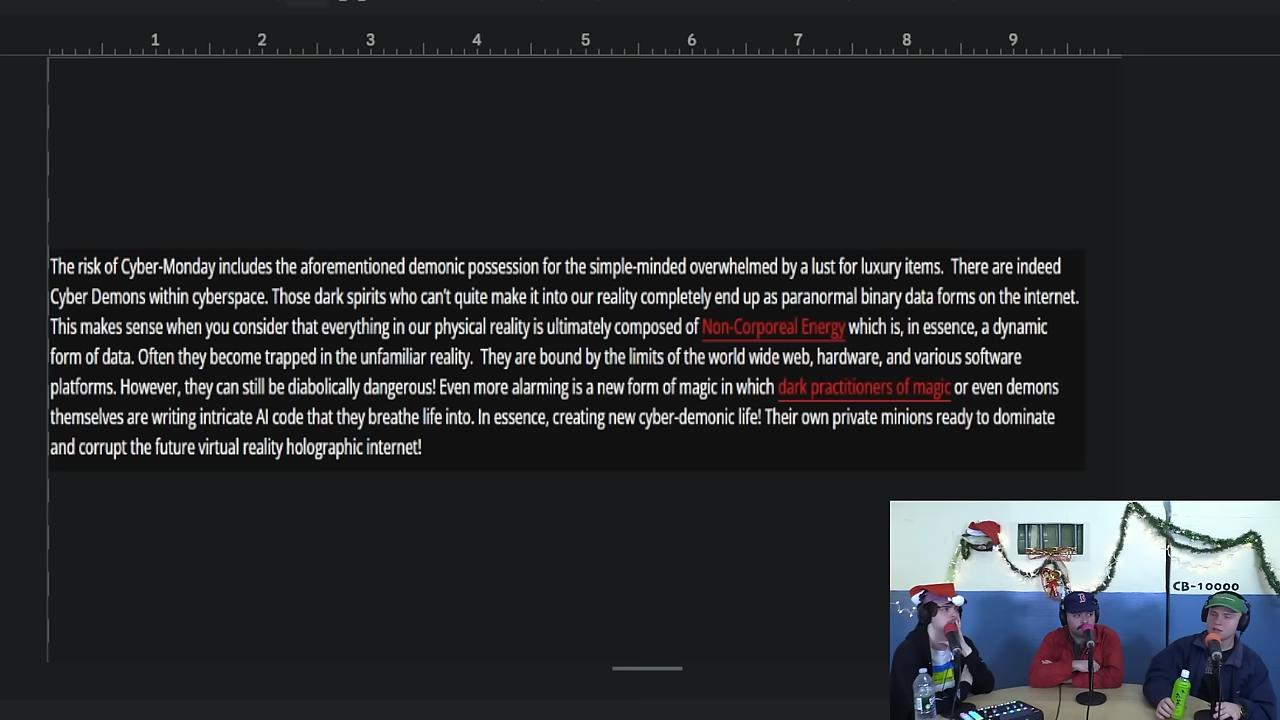 1 2 3 4 5 6 7 8 9
The risk of Cyber-Monday includes the aforementioned demonic possession for the simple-minded overwhelmed by a lust for luxury items.  There are indeed
Cyber Demons within cyberspace. Those dark spirits who can't quite make it into our reality completely end up as paranormal binary data forms on the internet.
This makes sense when you consider that everything in our physical reality is ultimately composed of Non-Corporeal Energy which is, in essence, a dynamic
form of data. Often they become trapped in the unfamiliar reality.  They are bound by the limits of the world wide web, hardware, and various software
platforms. However, they can still be diabolically dangerous! Even more alarming is a new form of magic in which dark practitioners of magic or even demons
themselves are writing intricate AI code that they breathe life into. In essence, creating new cyber-demonic life! Their own private minions ready to dominate
and corrupt the future virtual reality holographic internet!
CB-10000
B